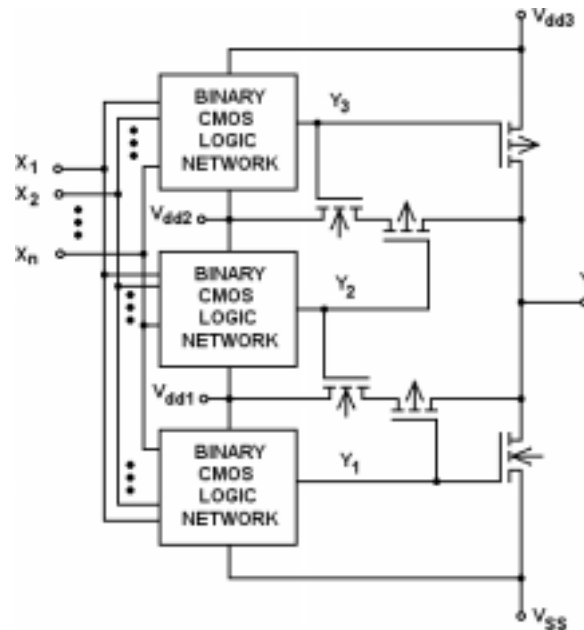 Vdd3
BINARY
CMOS
LOGIC
NETWORK
Y3
X1
X2
Xn
Vdd2
BINARY
CMOS
LOGIC
NETWORK
Y2
Y
Vdd1
BINARY
CMOS
LOGIC
NETWORK
Y1
VSS